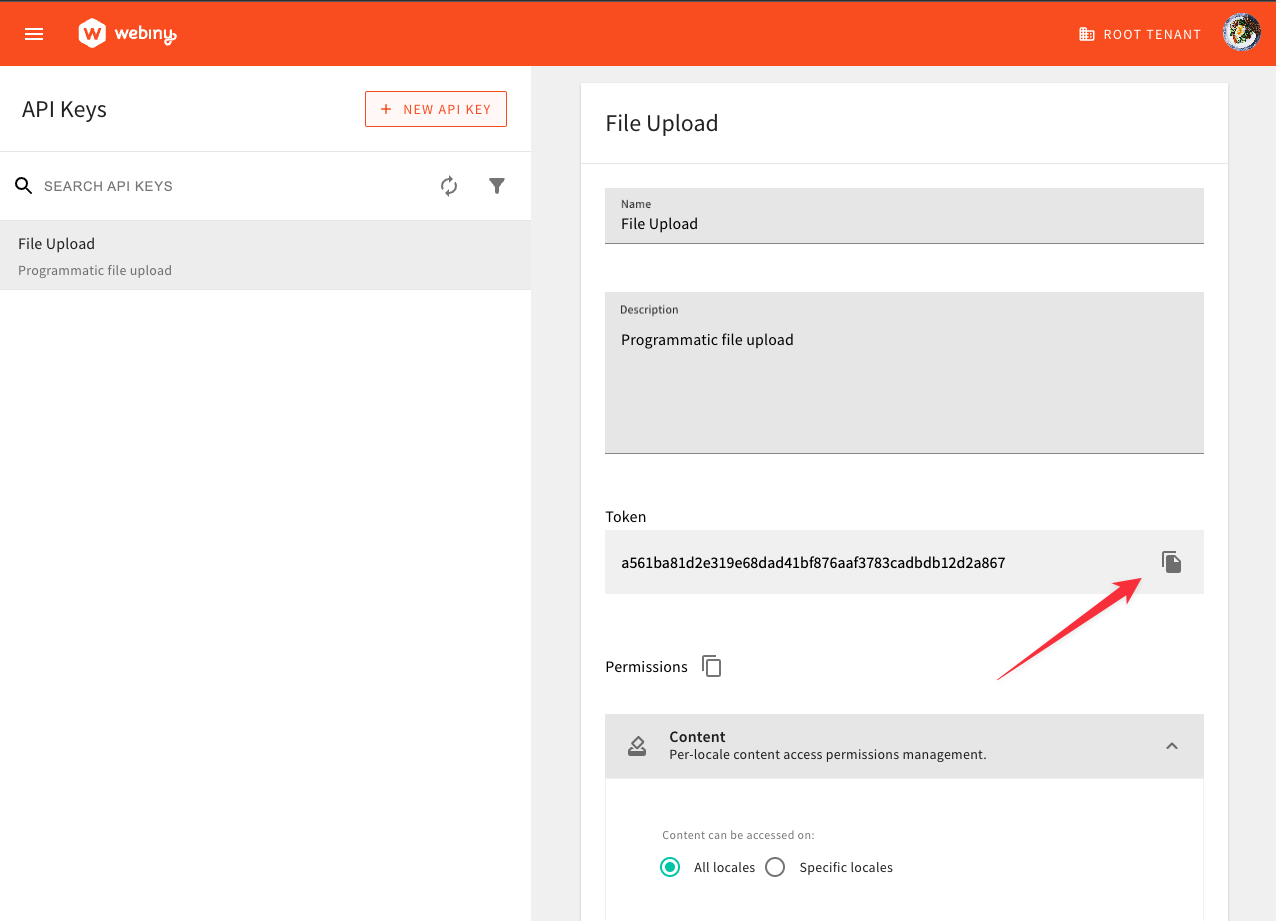 webiny
ROOT TENANT
API Keys
+ NEW API KEY
SEARCH API KEYS
File Upload
Programmatic file upload
File Upload
Name
File Upload
Description
Programmatic file upload
Token
a561ba81d2e319e68dad41bf876aaf3783cadbdb12d2a867
Permissions
Content
Per-locale content access permissions management.
Content can be accessed on:
All locales
Specific locales